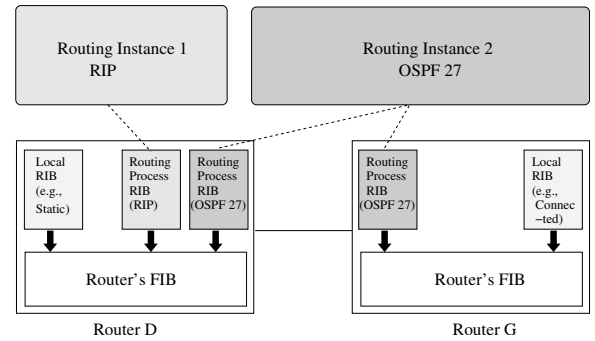 Routing Instance 1
RIP
Routing Instance 2
OSPF 27
Local
RIB
(e.g.,
Static)
Routing
Process
RIB
(RIP)
Routing
Process
RIB
(OSPF 27)
Routing
Process
RIB
(OSPF 27)
Local
RIB
(e.g.,
Connec
−ted)
Router's FIB
Router's FIB
Router D
Router G